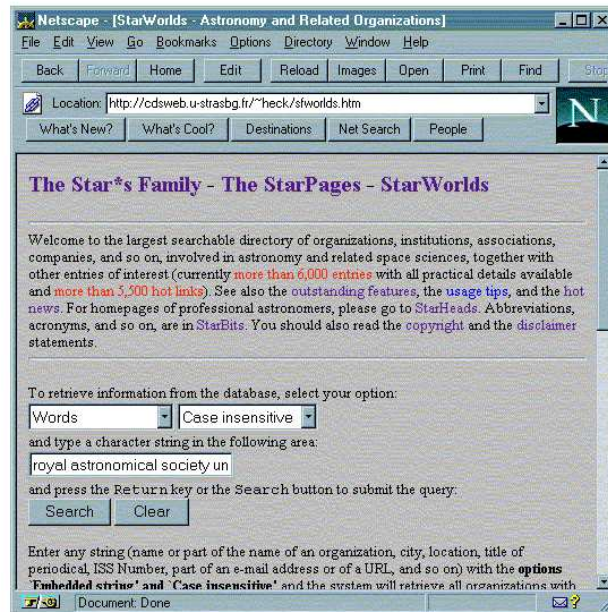 Netscape - [StarWorlds - Astronomy and Related Organizations]
File Edit View Go Bookmarks Options Directory Window Help
Back Forward Home Edit Reload Images Open Print Find Stop
Location: http://cdsweb.u-strasbg.fr/~heck/sfworlds.htm
N
What's New? What's Cool? Destinations Net Search People
The Star*s Family - The StarPages - StarWorlds
Welcome to the largest searchable directory of organizations, institutions, associations,
companies, and so on, involved in astronomy and related space sciences, together with
other entries of interest (currently more than 6,000 entries with all practical details available
and more than 5,500 hot links). See also the outstanding features, the usage tips, and the hot
news. For homepages of professional astronomers, please go to StarHeads. Abbreviations,
acronyms, and so on, are in StarBits. You should also read the copyright and the disclaimer
statements.
To retrieve information from the database, select your option:
Words Case insensitive
and type a character string in the following area:
royal astronomical society un
and press the Return key or the Search button to submit the query:
Search Clear
Enter any string (name or part of the name of an organization, city, location, title of
periodical, ISS Number, part of an e-mail address or of a URL, and so on) with the options
`Embedded string' and `Case insensitive' and the system will retrieve all organizations with
Document: Done